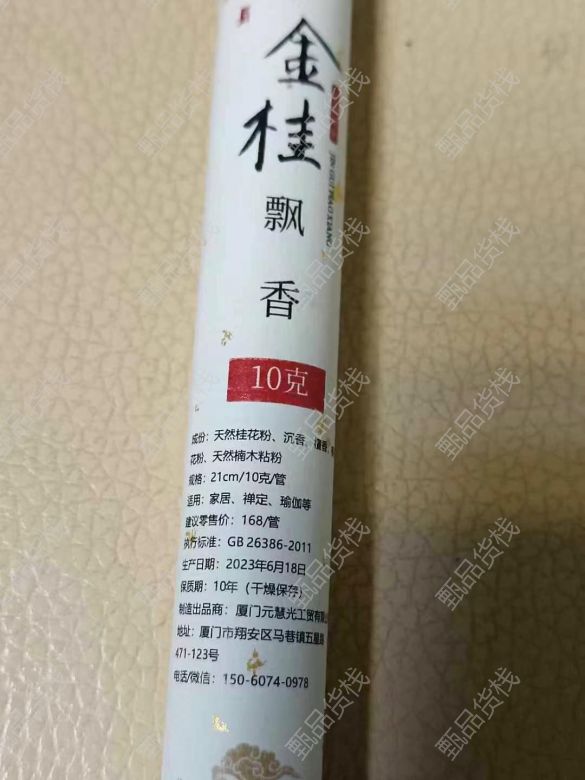 金桂
飘香
JIN GUI PIAO XIANG
10克
成份：天然桂花粉、沉香、
花粉、天然楠木粘粉
规格：21cm/10克/管
适用：家居、禅定、瑜伽等
建议零售价：168/管
执行标准：GB 26386-2011
生产日期：2023年6月18日
保质期：10年（干燥保存）
制造出品商：厦门元慧光工贸有限
地址：厦门市翔安区马巷镇五星路
471-123号
电话/微信：150-6074-0978
甄品货栈